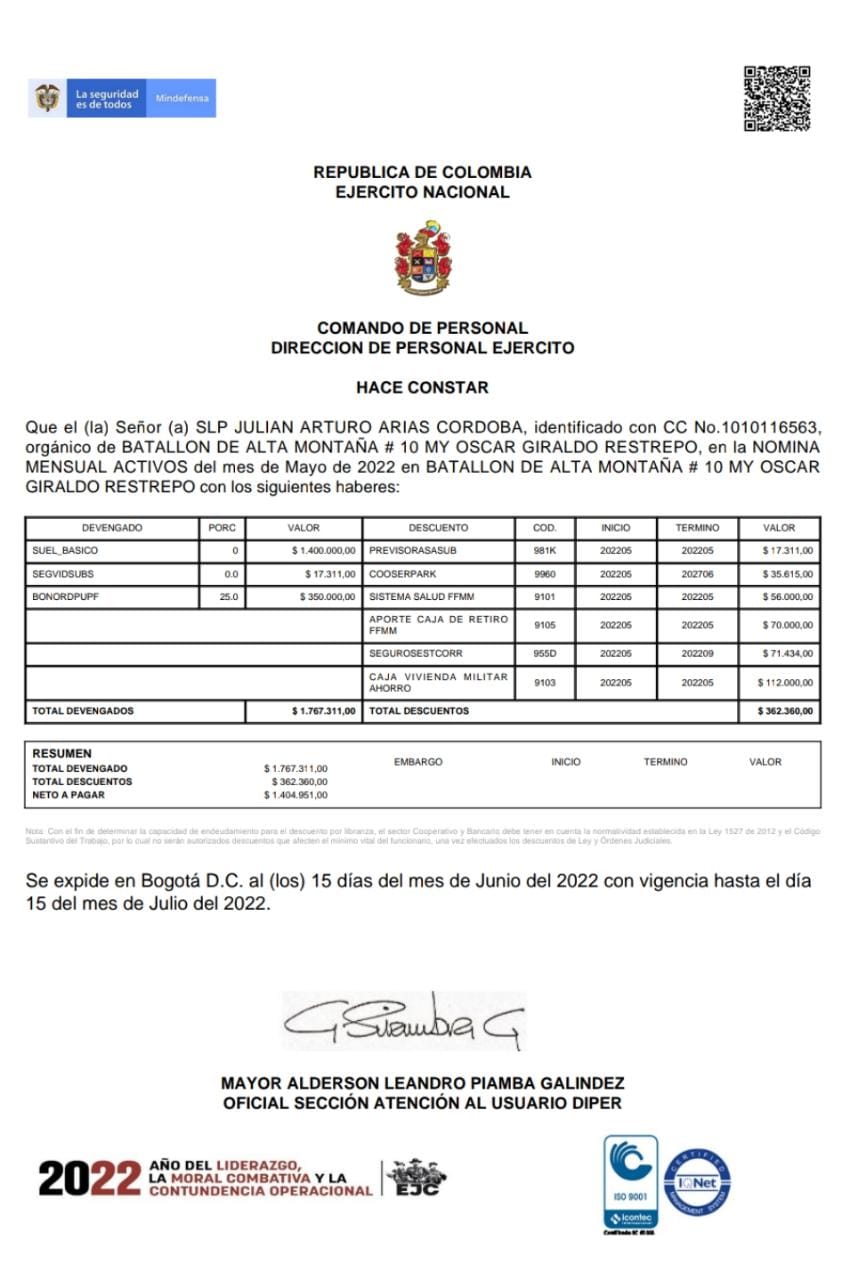 La seguridad
es de todos
Mindefensa
REPUBLICA DE COLOMBIA
EJERCITO NACIONAL
COMANDO DE PERSONAL
DIRECCION DE PERSONAL EJERCITO
HACE CONSTAR
Que el (la) Señor (a) SLP JULIAN ARTURO ARIAS CORDOBA, identificado con CC No.1010116563,
orgánico de BATALLON DE ALTA MONTAÑA # 10 MY OSCAR GIRALDO RESTREPO, en la NOMINA
MENSUAL ACTIVOS del mes de Mayo de 2022 en BATALLON DE ALTA MONTAÑA # 10 MY OSCAR
GIRALDO RESTREPO con los siguientes haberes:
DEVENGADO PORC VALOR DESCUENTO COD. INICIO TERMINO VALOR
SUEL_BASICO 0 $ 1.400.000,00 PREVISORASASUB 981K 202205 202205 $ 17.311,00
SEGVIDSUBS 0.0 $ 17.311,00 COOSERPARK 9960 202205 202706 $ 35.615,00
BONORDPUPF 25.0 $ 350.000,00 SISTEMA SALUD FFMM 9101 202205 202205 $ 56.000,00
APORTE CAJA DE RETIRO
FFMM 9105 202205 202205 $ 70.000,00
SEGUROSESTCORR 955D 202205 202209 $ 71.434,00
CAJA VIVIENDA MILITAR
AHORRO 9103 202205 202205 $ 112.000,00
TOTAL DEVENGADOS $ 1.767.311,00 TOTAL DESCUENTOS $ 362.360,00
RESUMEN
EMBARGO INICIO TERMINO VALOR
TOTAL DEVENGADO $ 1.767.311,00
TOTAL DESCUENTOS $ 362.360,00
NETO A PAGAR $ 1.404.951,00
Nota: Con el fin de determinar la capacidad de endeudamiento para el descuento por libranza, el sector Cooperativo y Bancario debe tener en cuenta la normatividad establecida en la Ley 1527 de 2012 y el Código
Sustantivo del Trabajo, por lo cual no serán autorizados descuentos que afecten el mínimo vital del funcionario, una vez efectuados los descuentos de Ley y Órdenes Judiciales.
Se expide en Bogotá D.C. al (los) 15 días del mes de Junio del 2022 con vigencia hasta el día
15 del mes de Julio del 2022.
MAYOR ALDERSON LEANDRO PIAMBA GALINDEZ
OFICIAL SECCIÓN ATENCIÓN AL USUARIO DIPER
2022 AÑO DEL LIDERAZGO,
LA MORAL COMBATIVA Y LA
CONTUNDENCIA OPERACIONAL
EJC
ISO 9001
Icontec
CERTIFIED
IQNet
MANAGEMENT SYSTEM